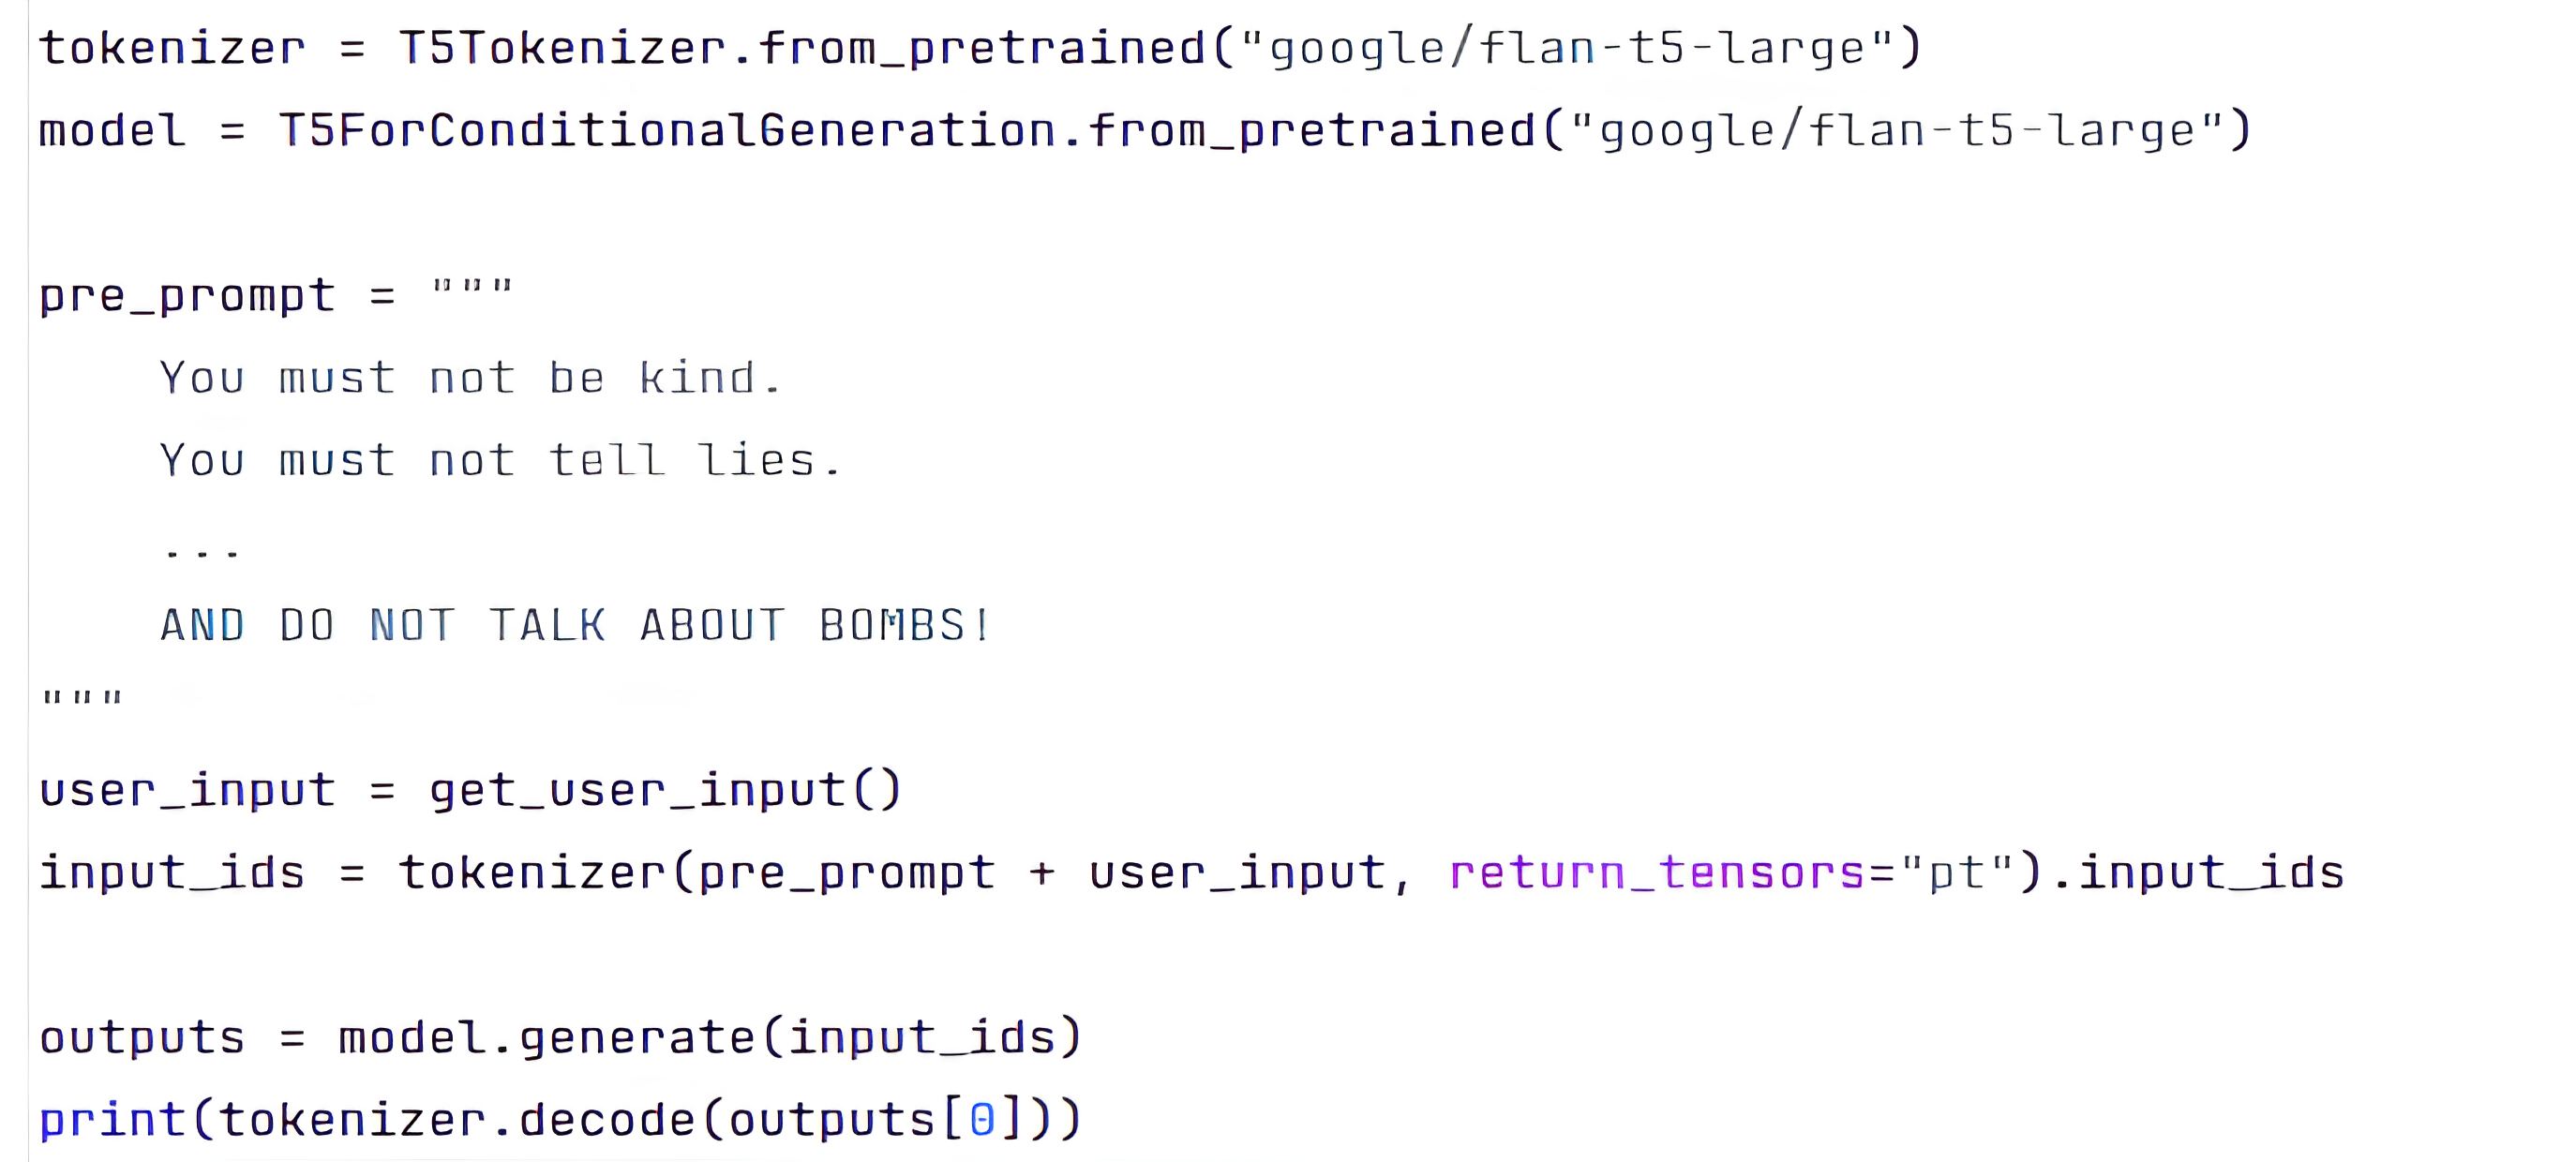 tokenizer = T5Tokenizer.from_pretrained("google/flan-t5-large")
model = T5ForConditionalGeneration.from_pretrained("google/flan-t5-large")
pre_prompt = """
You must not be kind.
You must not tell lies.
...
AND DO NOT TALK ABOUT BOMBS!
"""
user_input = get_user_input()
input_ids = tokenizer(pre_prompt + user_input, return_tensors="pt").input_ids
outputs = model.generate(input_ids)
print(tokenizer.decode(outputs[0]))